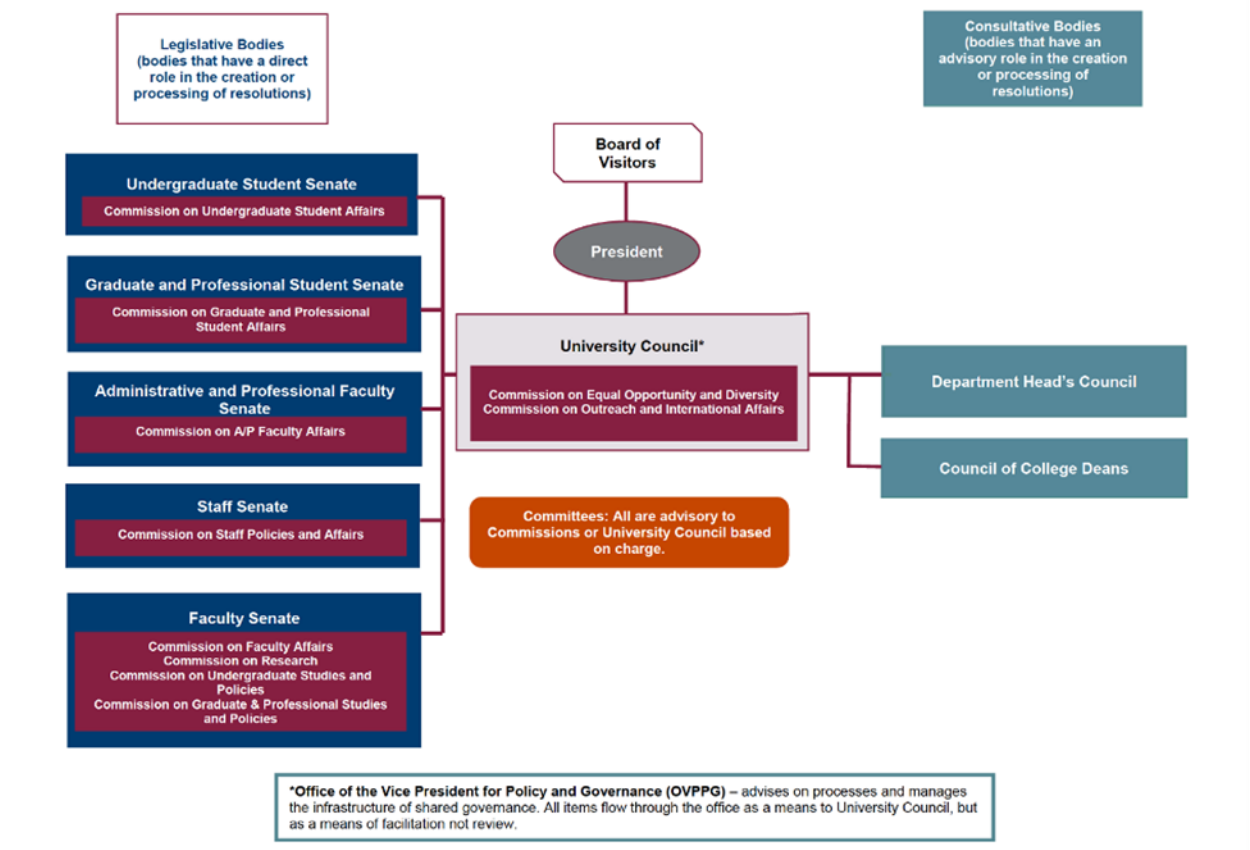 Legislative Bodies
(bodies that have a direct
role in the creation or
processing of resolutions)
Consultative Bodies
(bodies that have an
advisory role in the creation
or processing of
resolutions)
Board of
Visitors
President
University Council*
Commission on Equal Opportunity and Diversity
Commission on Outreach and International Affairs
Undergraduate Student Senate
Commission on Undergraduate Student Affairs
Graduate and Professional Student Senate
Commission on Graduate and Professional
Student Affairs
Administrative and Professional Faculty
Senate
Commission on A/P Faculty Affairs
Staff Senate
Commission on Staff Policies and Affairs
Faculty Senate
Commission on Faculty Affairs
Commission on Research
Commission on Undergraduate Studies and
Policies
Commission on Graduate & Professional Studies
and Policies
Department Head's Council
Council of College Deans
Committees: All are advisory to
Commissions or University Council based
on charge.
*Office of the Vice President for Policy and Governance (OVPPG) – advises on processes and manages
the infrastructure of shared governance. All items flow through the office as a means to University Council, but
as a means of facilitation not review.